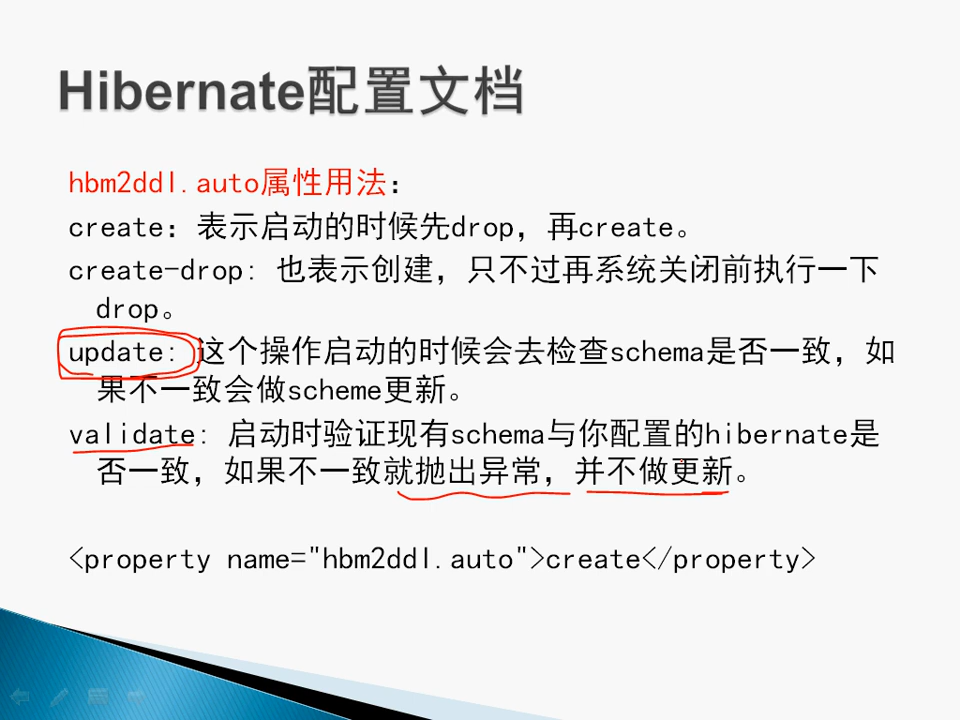 Hibernate配置文档
hbm2ddl.auto属性用法：
create：表示启动的时候先drop，再create。
create-drop: 也表示创建，只不过再系统关闭前执行一下
drop。
update: 这个操作启动的时候会去检查schema是否一致，如
果不一致会做scheme更新。
validate: 启动时验证现有schema与你配置的hibernate是
否一致，如果不一致就抛出异常，并不做更新。
<property name="hbm2ddl.auto">create</property>